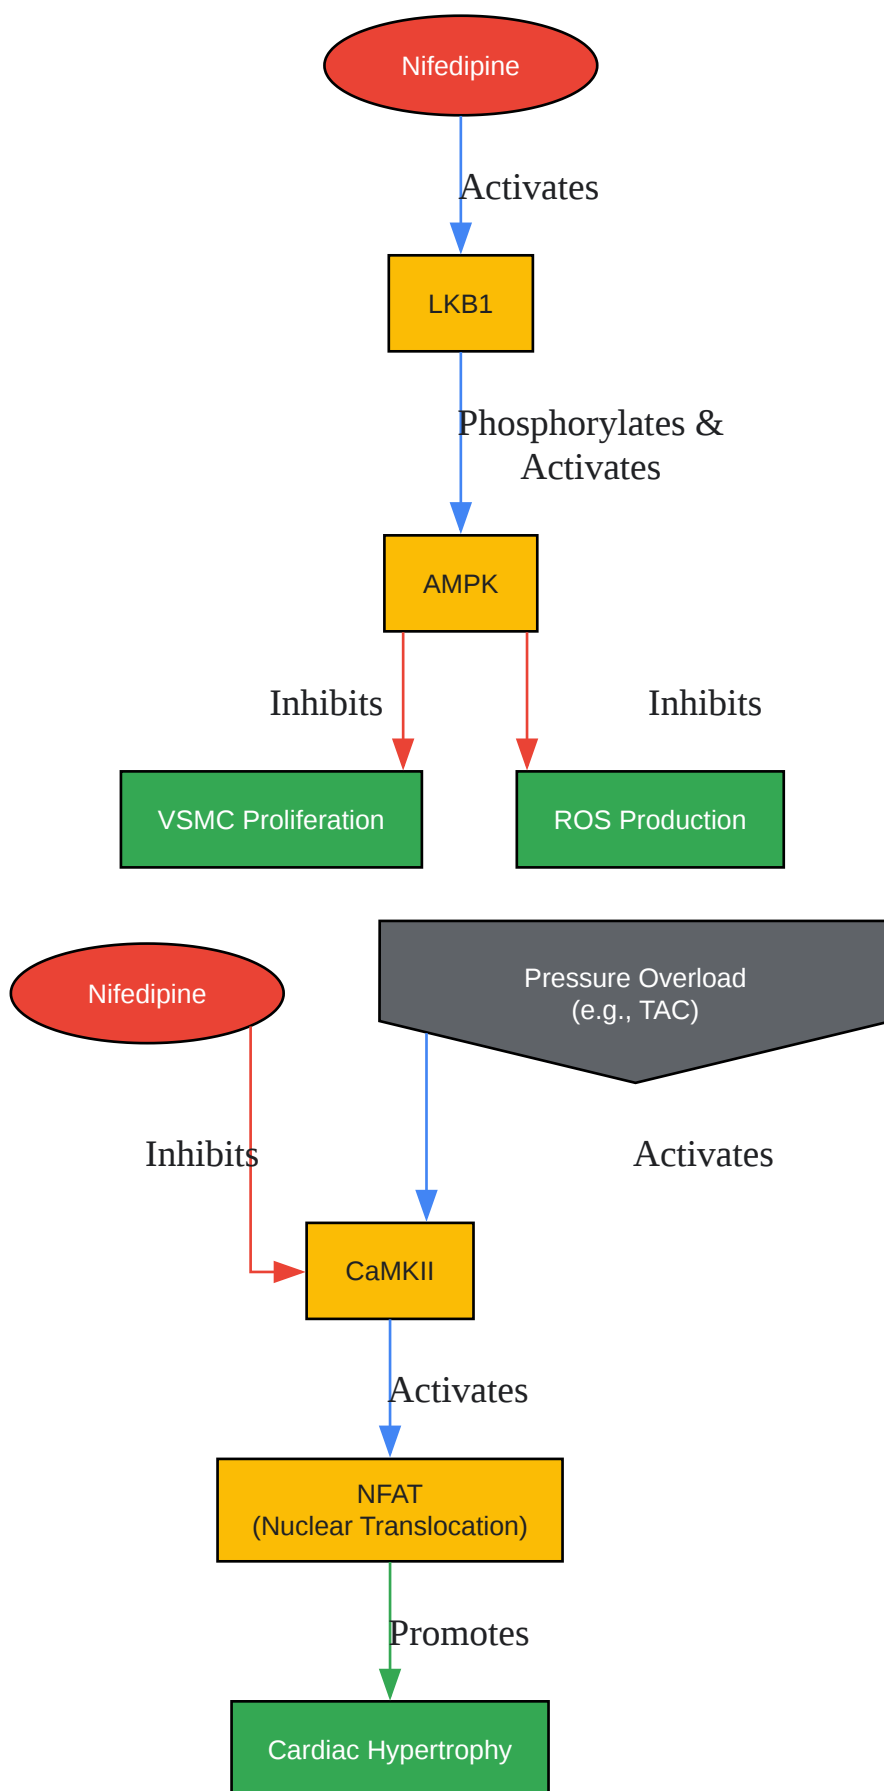 Nifedipine
Activates
LKB1
Phosphorylates &
Activates
AMPK
Inhibits
Inhibits
VSMC Proliferation
ROS Production
Nifedipine
Pressure Overload
(e.g., TAC)
Inhibits
Activates
CaMKII
Activates
NFAT
(Nuclear Translocation)
Promotes
Cardiac Hypertrophy